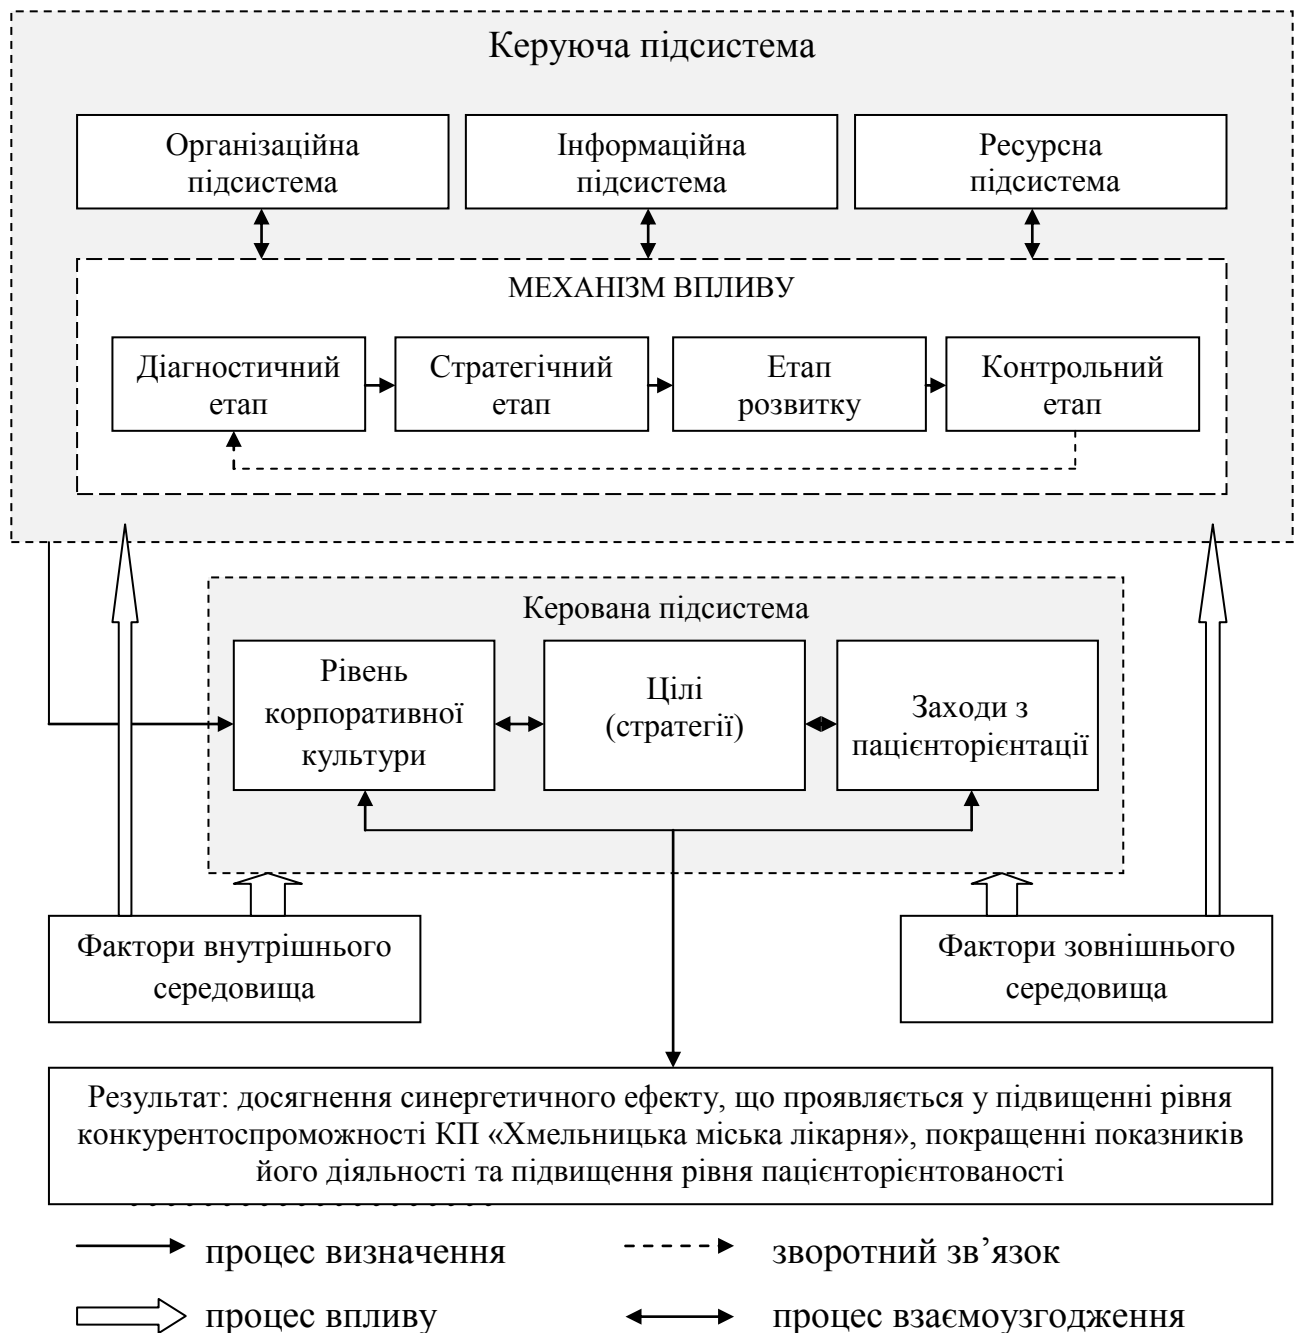 Керуюча підсистема
Організаційна
підсистема
Інформаційна
підсистема
Ресурсна
підсистема
МЕХАНІЗМ ВПЛИВУ
Діагностичний
етап
Стратегічний
етап
Етап
розвитку
Контрольний
етап
Керована підсистема
Рівень
корпоративної
культури
Цілі
(стратегії)
Заходи з
пацієнторієнтації
Фактори внутрішнього
середовища
Фактори зовнішнього
середовища
Результат: досягнення синергетичного ефекту, що проявляється у підвищенні рівня
конкурентоспроможності КП «Хмельницька міська лікарня», покращенні показників
його діяльності та підвищення рівня пацієнторієнтованості
процес визначення
зворотний зв’язок
процес впливу
процес взаємоузгодження